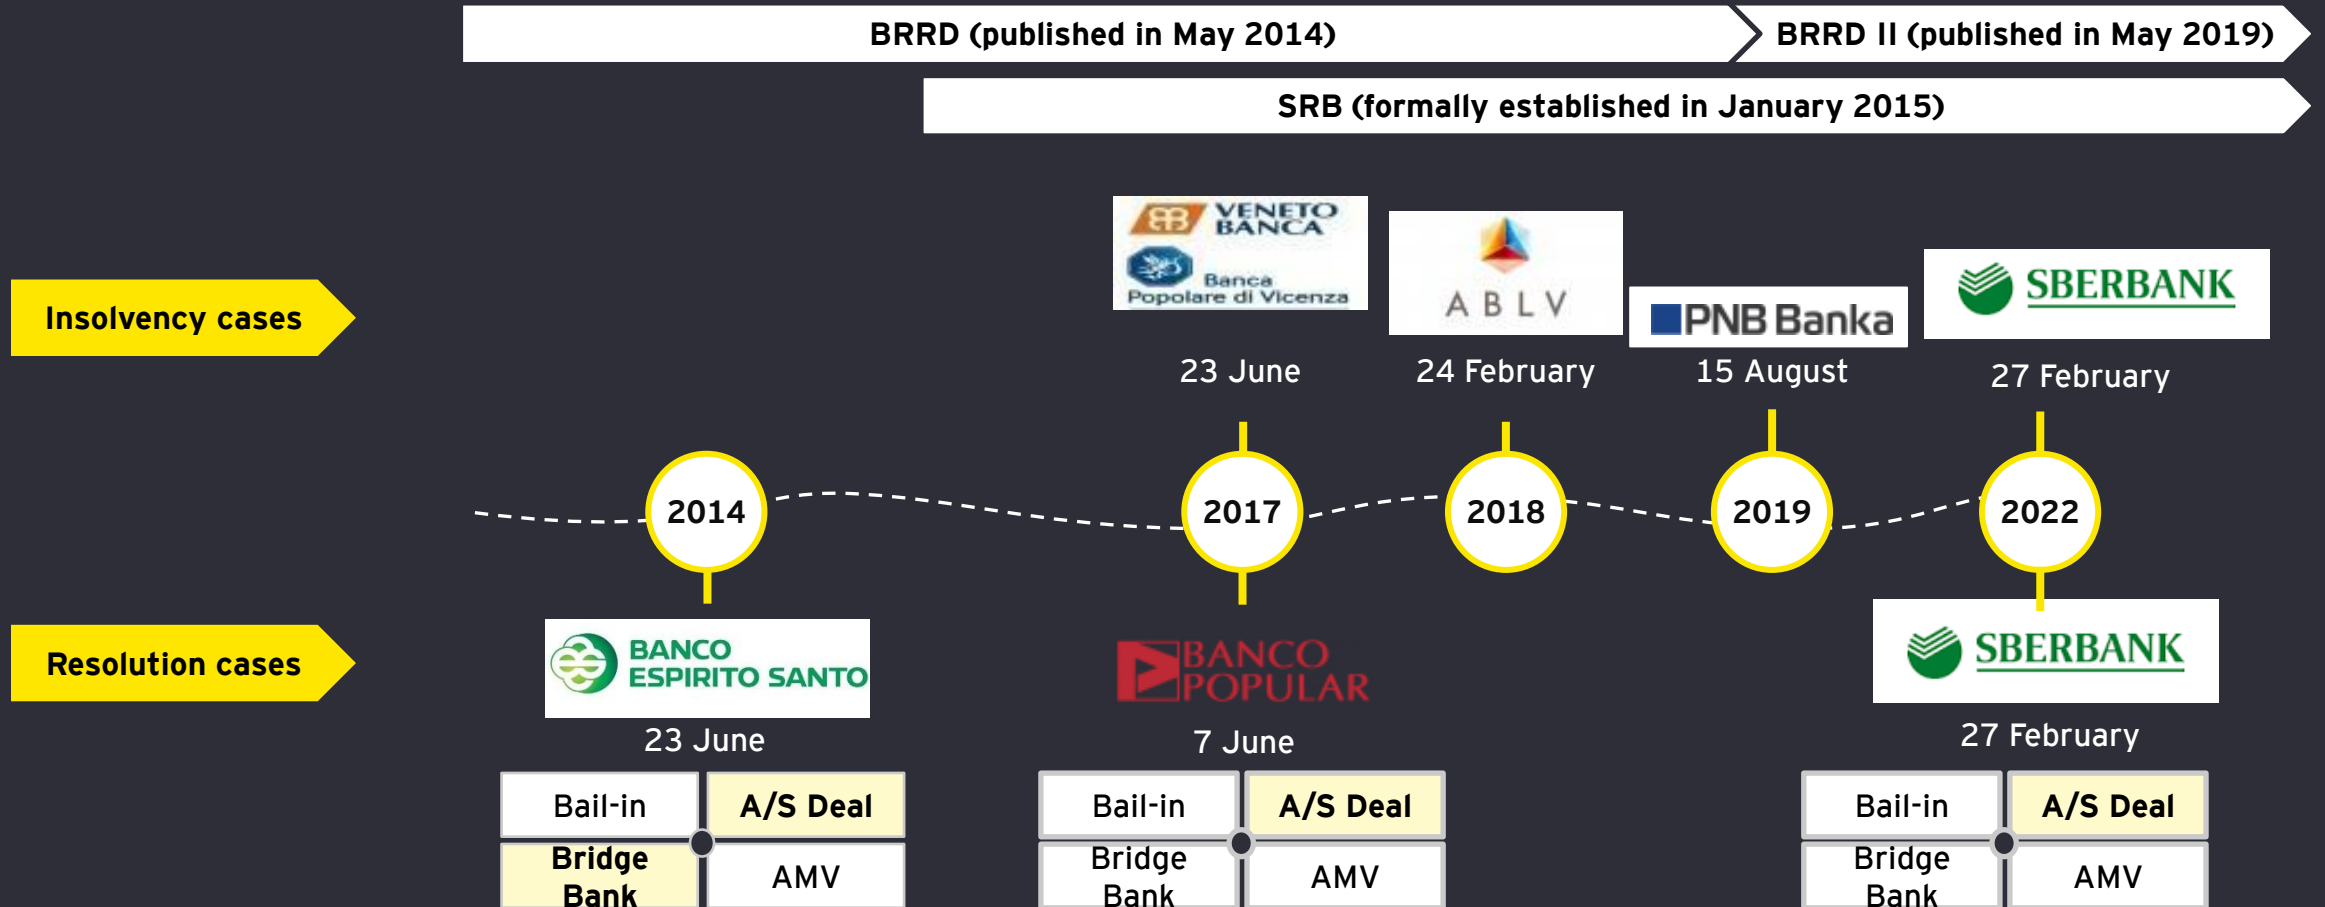 BRRD (published in May 2014)
BRRD II (published in May 2019)
SRB (formally established in January 2015)
VENETO
BANCA
Banca
Popolare di Vicenza
ABLV
PNB Banka
SBERBANK
Insolvency cases
23 June
24 February
15 August
27 February
2014
2017
2018
2019
2022
Resolution cases
BANCO
ESPIRITO SANTO
BANCO
POPULAR
SBERBANK
23 June
7 June
27 February
Bail-in
A/S Deal
Bridge
Bank
AMV
Bail-in
A/S Deal
Bridge
Bank
AMV
Bail-in
A/S Deal
Bridge
Bank
AMV